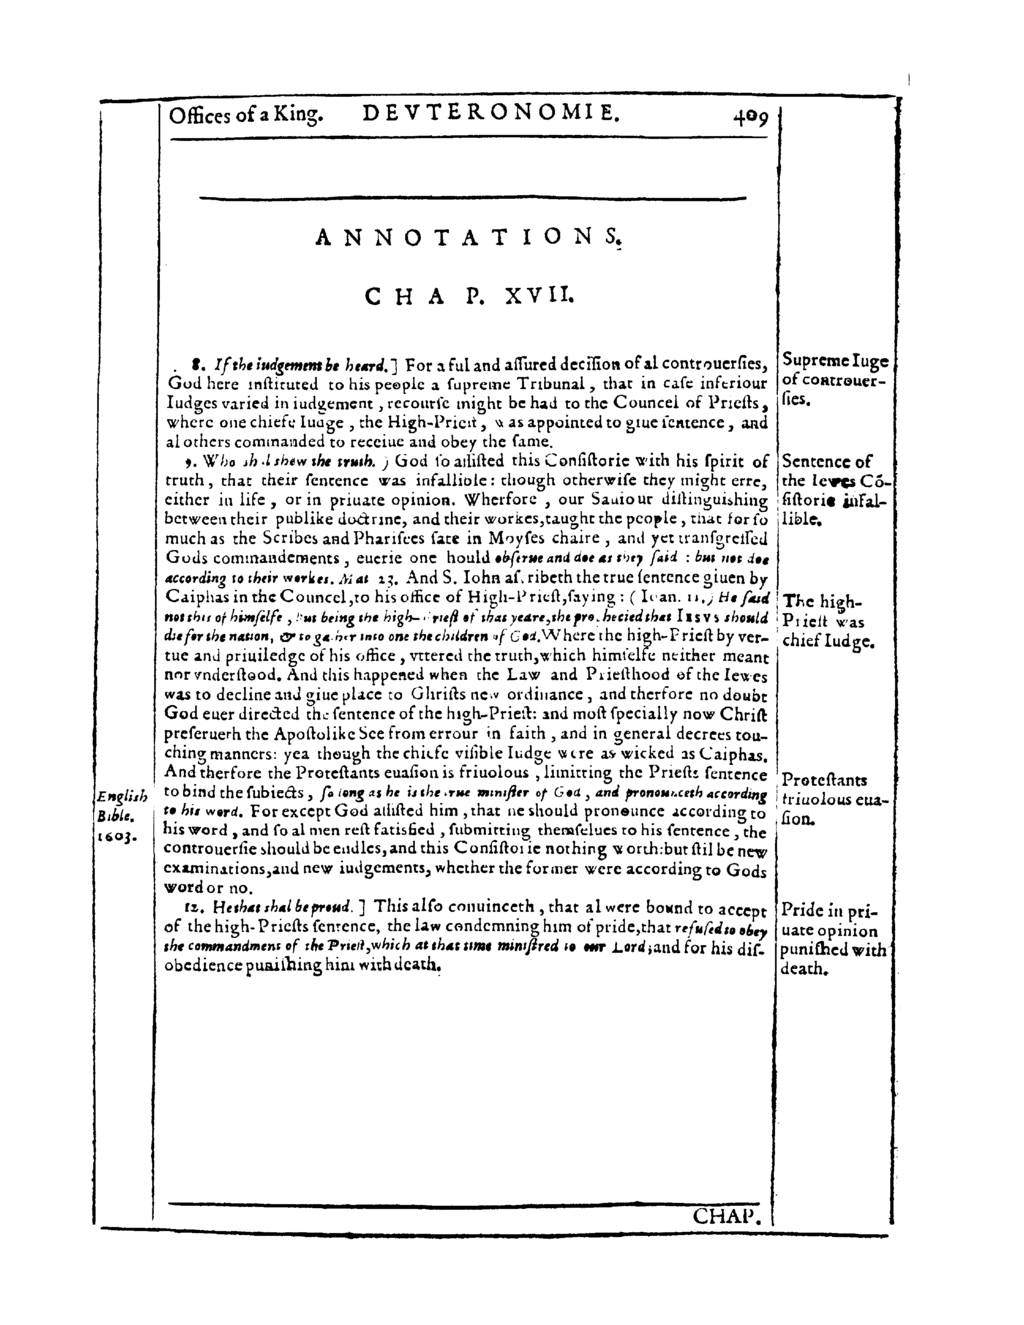 Offices of a King. DEVTERONOMIE. 409
ANNOTATIONS.
CHAP. XVII.
8. If the iudgement be heard.] For a ful and aſſured deciſion of al controuerſies,
God here inſtituted to his people a ſupreme Tribunal, that in caſe inferiour
Iudges varied in iudgement, recourſe might be had to the Councel of Prieſts,
where one chiefe Iudge, the High-Prieſt, was appointed to giue ſentence, and
al others commanded to receiue and obey the ſame.
9. Who shal shew the truth.) God ſo aſſiſted this Conſiſtorie with his ſpirit of
truth, that their ſentence was infallible: though otherwiſe they might erre,
either in life, or in priuate opinion. Wherfore, our Sauiour diſtinguishing
between their publike doctrine, and their workes, taught the people, that for ſo
much as the Scribes and Phariſees ſate in Moyſes chaire, and yet tranſgreſſed
Gods commandements, euerie one hould obſerue and doe as they ſaid: but not doe
according to their workes. Mat 23. And S. Iohn aſcribeth the true ſentence giuen by
Caiphas in the Councel, to his office of High-Prieſt, ſaying: (Ioan. 11.) He ſaid
not this of himſelfe, but being the high-prieſt of that yeare, the prophecied that IESVS should
die for the nation, & to gather into one the children of God. Where the high-Prieſt by ver-
tue and priuiledge of his office, vttered the truth, which himſelfe neither meant
nor vnderſtood. And this happened when the Law and Prieſthood of the Iewes
was to decline and giue place to Chriſts new ordinance, and therfore no doubt
God euer directed the ſentence of the high-Prieſt: and moſt ſpecially now Chriſt
preſerueth the Apoſtolike See from errour in faith, and in general decrees tou-
ching manners: yea though the chiefe viſible Iudge were as wicked as Caiphas.
And therfore the Proteſtants euaſion is friuolous, limitting the Prieſts ſentence
to bind the ſubiects, ſo long as he is the true miniſter of God, and pronounceth according
to his word. For except God aſſiſted him, that he should pronounce according to
his word, and ſo al men reſt ſatisfied, ſubmitting themſelues to his ſentence, the
controuerſie should be endles, and this Conſiſtorie nothing worth: but ſtil be new
examinations, and new iudgements, whether the former were according to Gods
word or no.
12. He that shal be proud.] This alſo conuinceth, that al were bound to accept
of the high-Prieſts ſentence, the law condemning him of pride, that refuſed to obey
the commandment of the Prieſt, which at that time miniſtred to our Lord; and for his diſ-
obedience puniſhing him with death.
Supreme Iuge
of controuer-
ſies.
Sentence of
the Iewes Cõ-
ſiſtorie infal-
lible.
The high-
Prieſt was
chief Iudge.
Proteſtants
friuolous eua-
ſion.
Pride in pri-
uate opinion
puniſhed with
death.
English
Bible.
1603.
CHAP.